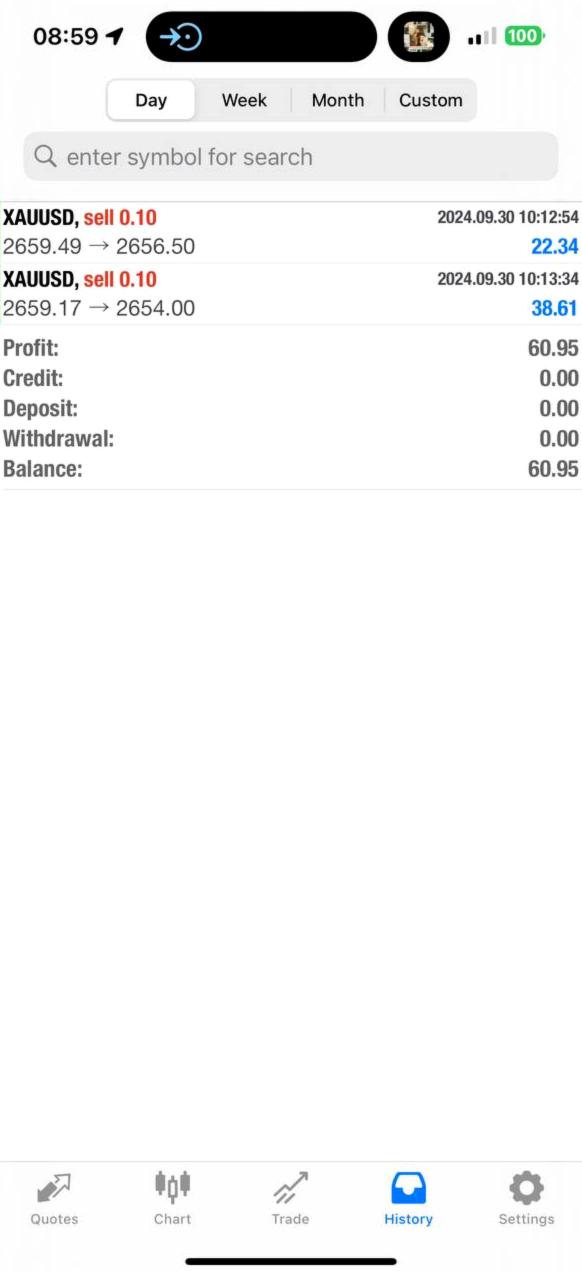 08:59
100
Day Week Month Custom
enter symbol for search
XAUUSD, sell 0.10 2024.09.30 10:12:54
2659.49 → 2656.50 22.34
XAUUSD, sell 0.10 2024.09.30 10:13:34
2659.17 → 2654.00 38.61
Profit: 60.95
Credit: 0.00
Deposit: 0.00
Withdrawal: 0.00
Balance: 60.95
Quotes Chart Trade History Settings